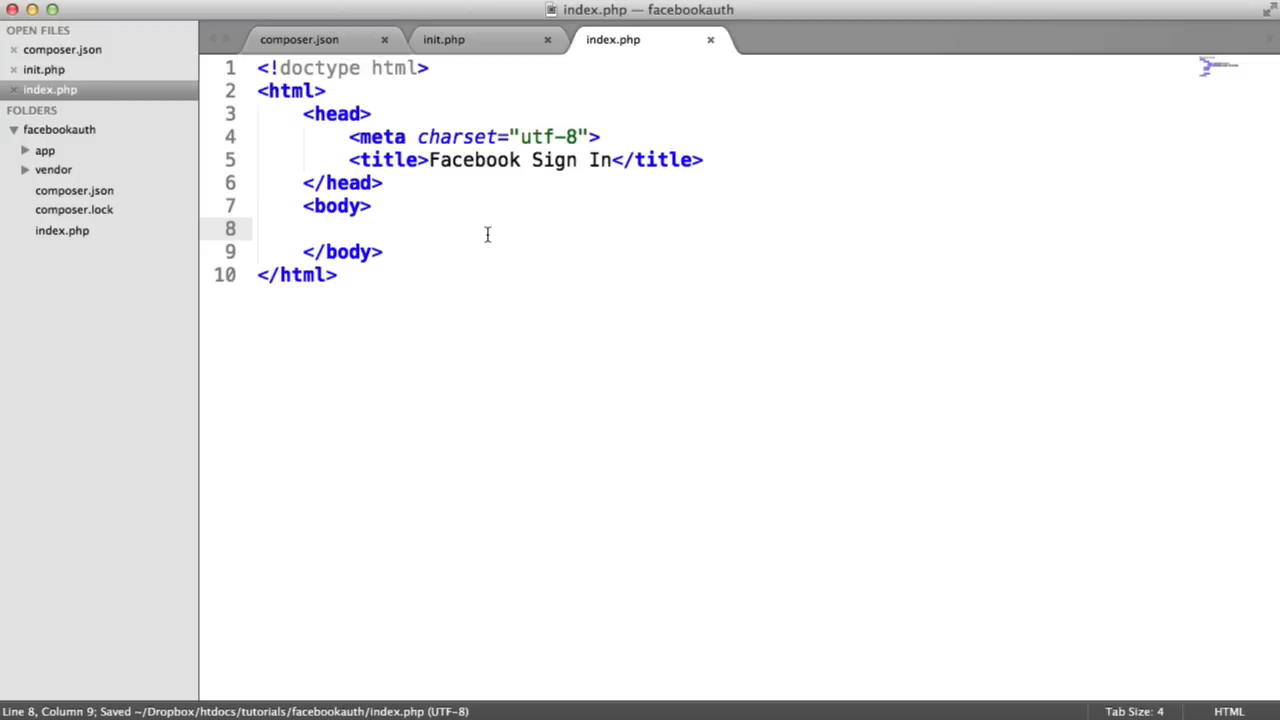 index.php — facebookauth
OPEN FILES
composer.json
init.php
index.php
FOLDERS
facebookauth
app
vendor
composer.json
composer.lock
index.php
composer.json
init.php
index.php
1 <!doctype html>
2 <html>
3 <head>
4 <meta charset="utf-8">
5 <title>Facebook Sign In</title>
6 </head>
7 <body>
8
9 </body>
10 </html>
Line 8, Column 9; Saved ~/Dropbox/htdocs/tutorials/facebookauth/index.php (UTF-8)
Tab Size: 4
HTML